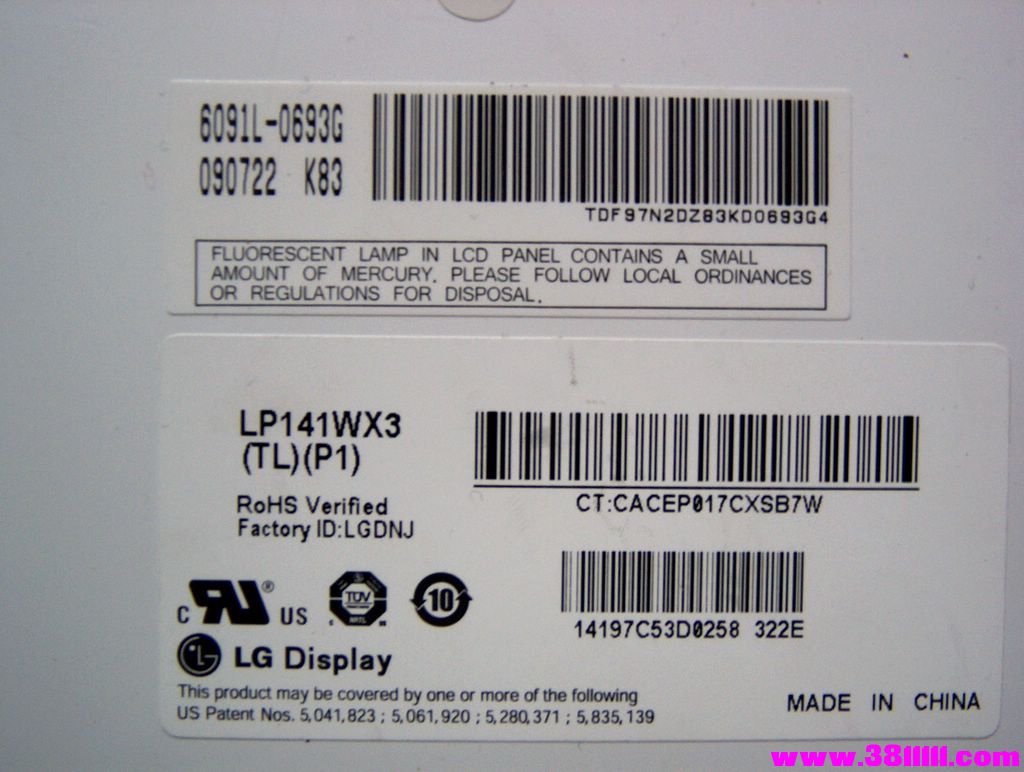 6091L-0693G
090722 K83
TDF97N2DZ83KD0693G4
FLUORESCENT LAMP IN LCD PANEL CONTAINS A SMALL
AMOUNT OF MERCURY. PLEASE FOLLOW LOCAL ORDINANCES
OR REGULATIONS FOR DISPOSAL.
LP141WX3
(TL)(P1)
CT:CACEP017CXSB7W
RoHS Verified
Factory ID:LGDNJ
C RU ® US
TÜV
10
14197C53D0258 322E
LG Display
This product may be covered by one or more of the following
US Patent Nos. 5,041,823 ; 5,061,920 ; 5,280,371 ; 5,835,139
MADE IN CHINA